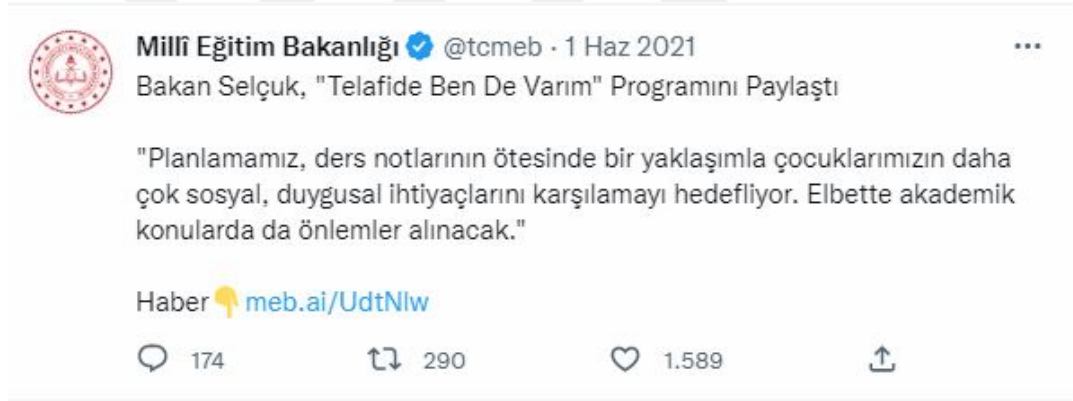 Millî Eğitim Bakanlığı @tcmeb · 1 Haz 2021
Bakan Selçuk, "Telafide Ben De Varım" Programını Paylaştı
"Planlamamız, ders notlarının ötesinde bir yaklaşımla çocuklarımızın daha
çok sosyal, duygusal ihtiyaçlarını karşılamayı hedefliyor. Elbette akademik
konularda da önlemler alınacak."
Haber👇meb.ai/UdtNlw
174 290 1.589